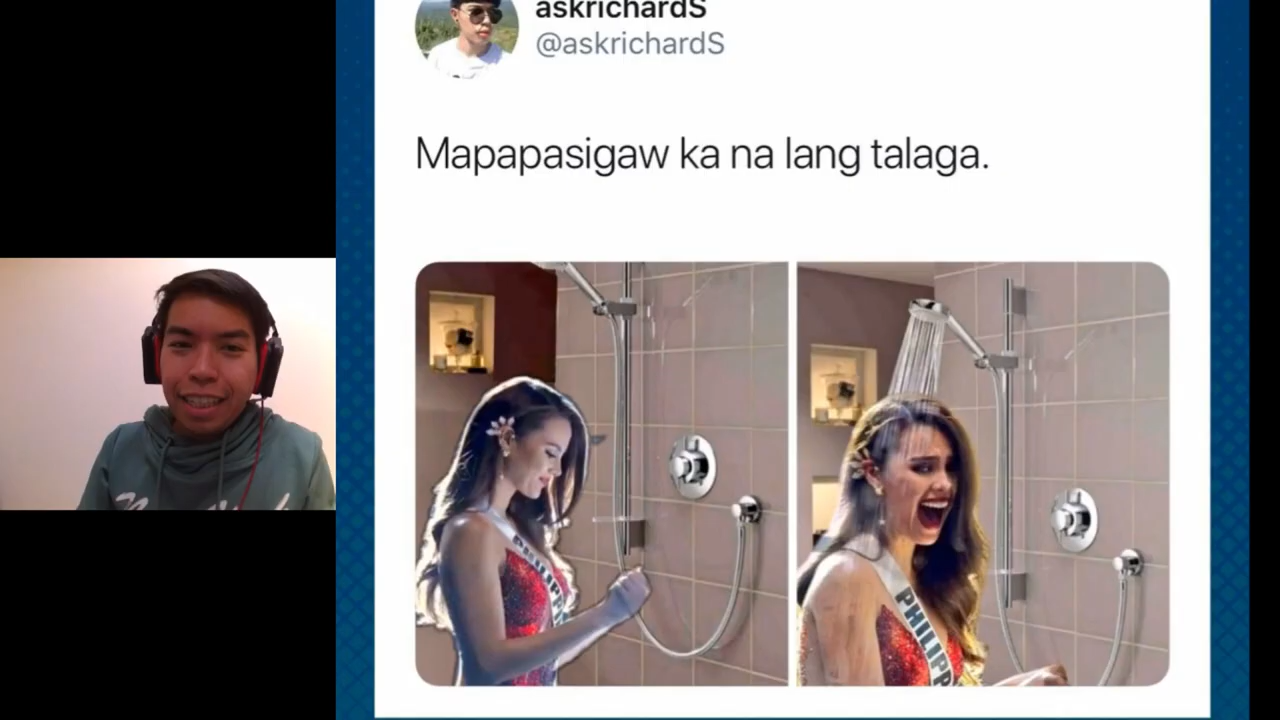 askrichardS
@askrichardS
Mapapasigaw ka na lang talaga.
PHILIPP
PHILIPP